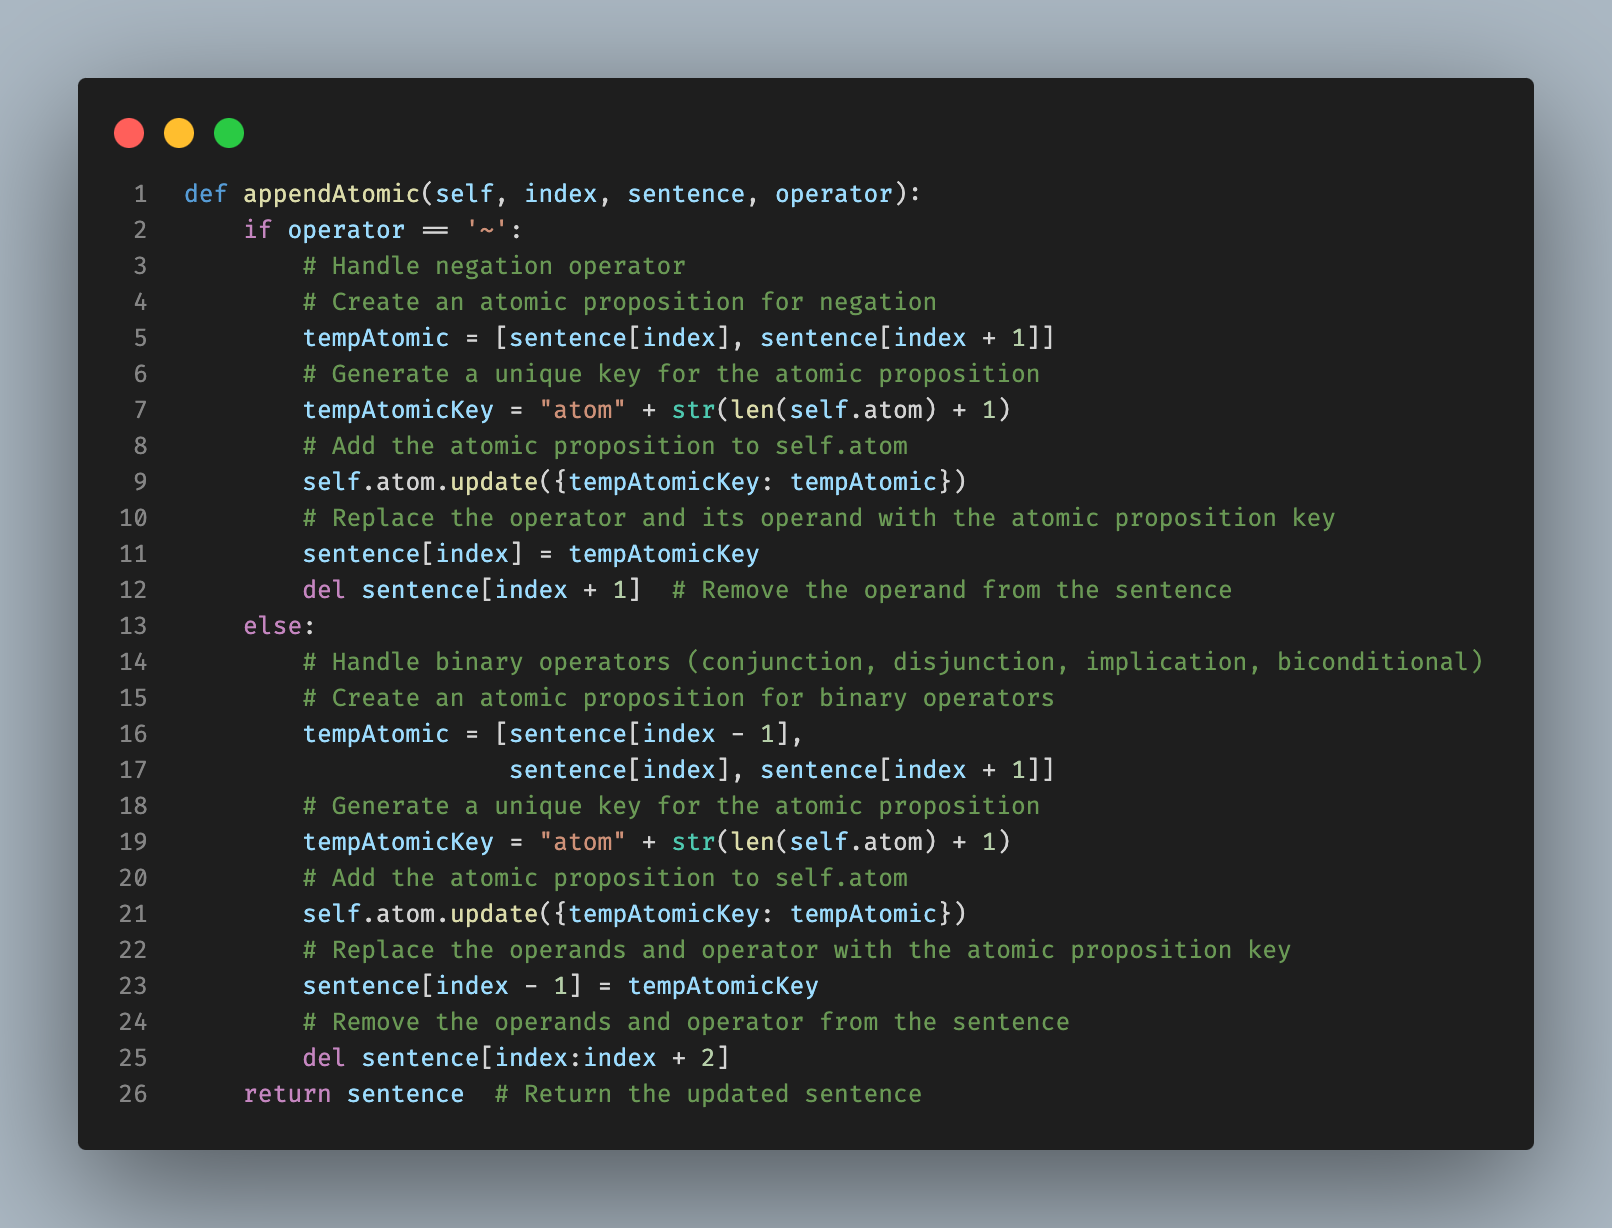 1 def appendAtomic(self, index, sentence, operator):
2     if operator == '~':
3         # Handle negation operator
4         # Create an atomic proposition for negation
5         tempAtomic = [sentence[index], sentence[index + 1]]
6         # Generate a unique key for the atomic proposition
7         tempAtomicKey = "atom" + str(len(self.atom) + 1)
8         # Add the atomic proposition to self.atom
9         self.atom.update({tempAtomicKey: tempAtomic})
10         # Replace the operator and its operand with the atomic proposition key
11         sentence[index] = tempAtomicKey
12         del sentence[index + 1]  # Remove the operand from the sentence
13     else:
14         # Handle binary operators (conjunction, disjunction, implication, biconditional)
15         # Create an atomic proposition for binary operators
16         tempAtomic = [sentence[index - 1],
17                       sentence[index], sentence[index + 1]]
18         # Generate a unique key for the atomic proposition
19         tempAtomicKey = "atom" + str(len(self.atom) + 1)
20         # Add the atomic proposition to self.atom
21         self.atom.update({tempAtomicKey: tempAtomic})
22         # Replace the operands and operator with the atomic proposition key
23         sentence[index - 1] = tempAtomicKey
24         # Remove the operands and operator from the sentence
25         del sentence[index:index + 2]
26     return sentence  # Return the updated sentence